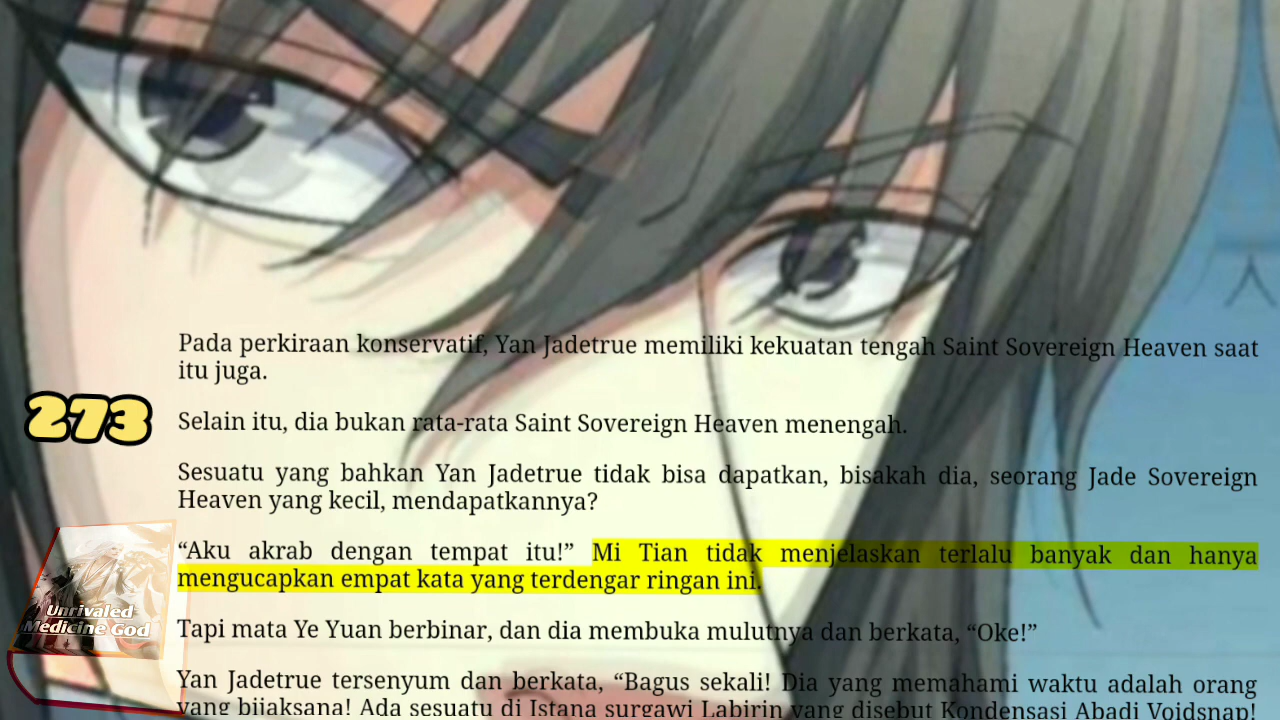 Pada perkiraan konservatif, Yan Jadetrue memiliki kekuatan tengah Saint Sovereign Heaven saat
itu juga.
273
Selain itu, dia bukan rata-rata Saint Sovereign Heaven menengah.
Sesuatu yang bahkan Yan Jadetrue tidak bisa dapatkan, bisakah dia, seorang Jade Sovereign
Heaven yang kecil, mendapatkannya?
“Aku akrab dengan tempat itu!” Mi Tian tidak menjelaskan terlalu banyak dan hanya
mengucapkan empat kata yang terdengar ringan ini.
Unrivaled
Medicine God
Tapi mata Ye Yuan berbinar, dan dia membuka mulutnya dan berkata, “Oke!”
Yan Jadetrue tersenyum dan berkata, “Bagus sekali! Dia yang memahami waktu adalah orang
yang bijaksana! Ada sesuatu di Istana surgawi Labirin yang disebut Kondensasi Abadi Voidsnap!
人